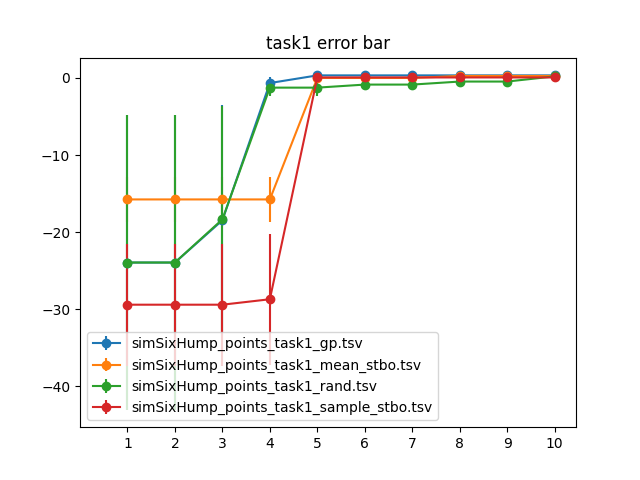 task1 error bar
0
−10
−20
−30
−40
simSixHump_points_task1_gp.tsv
simSixHump_points_task1_mean_stbo.tsv
simSixHump_points_task1_rand.tsv
simSixHump_points_task1_sample_stbo.tsv
1 2 3 4 5 6 7 8 9 10